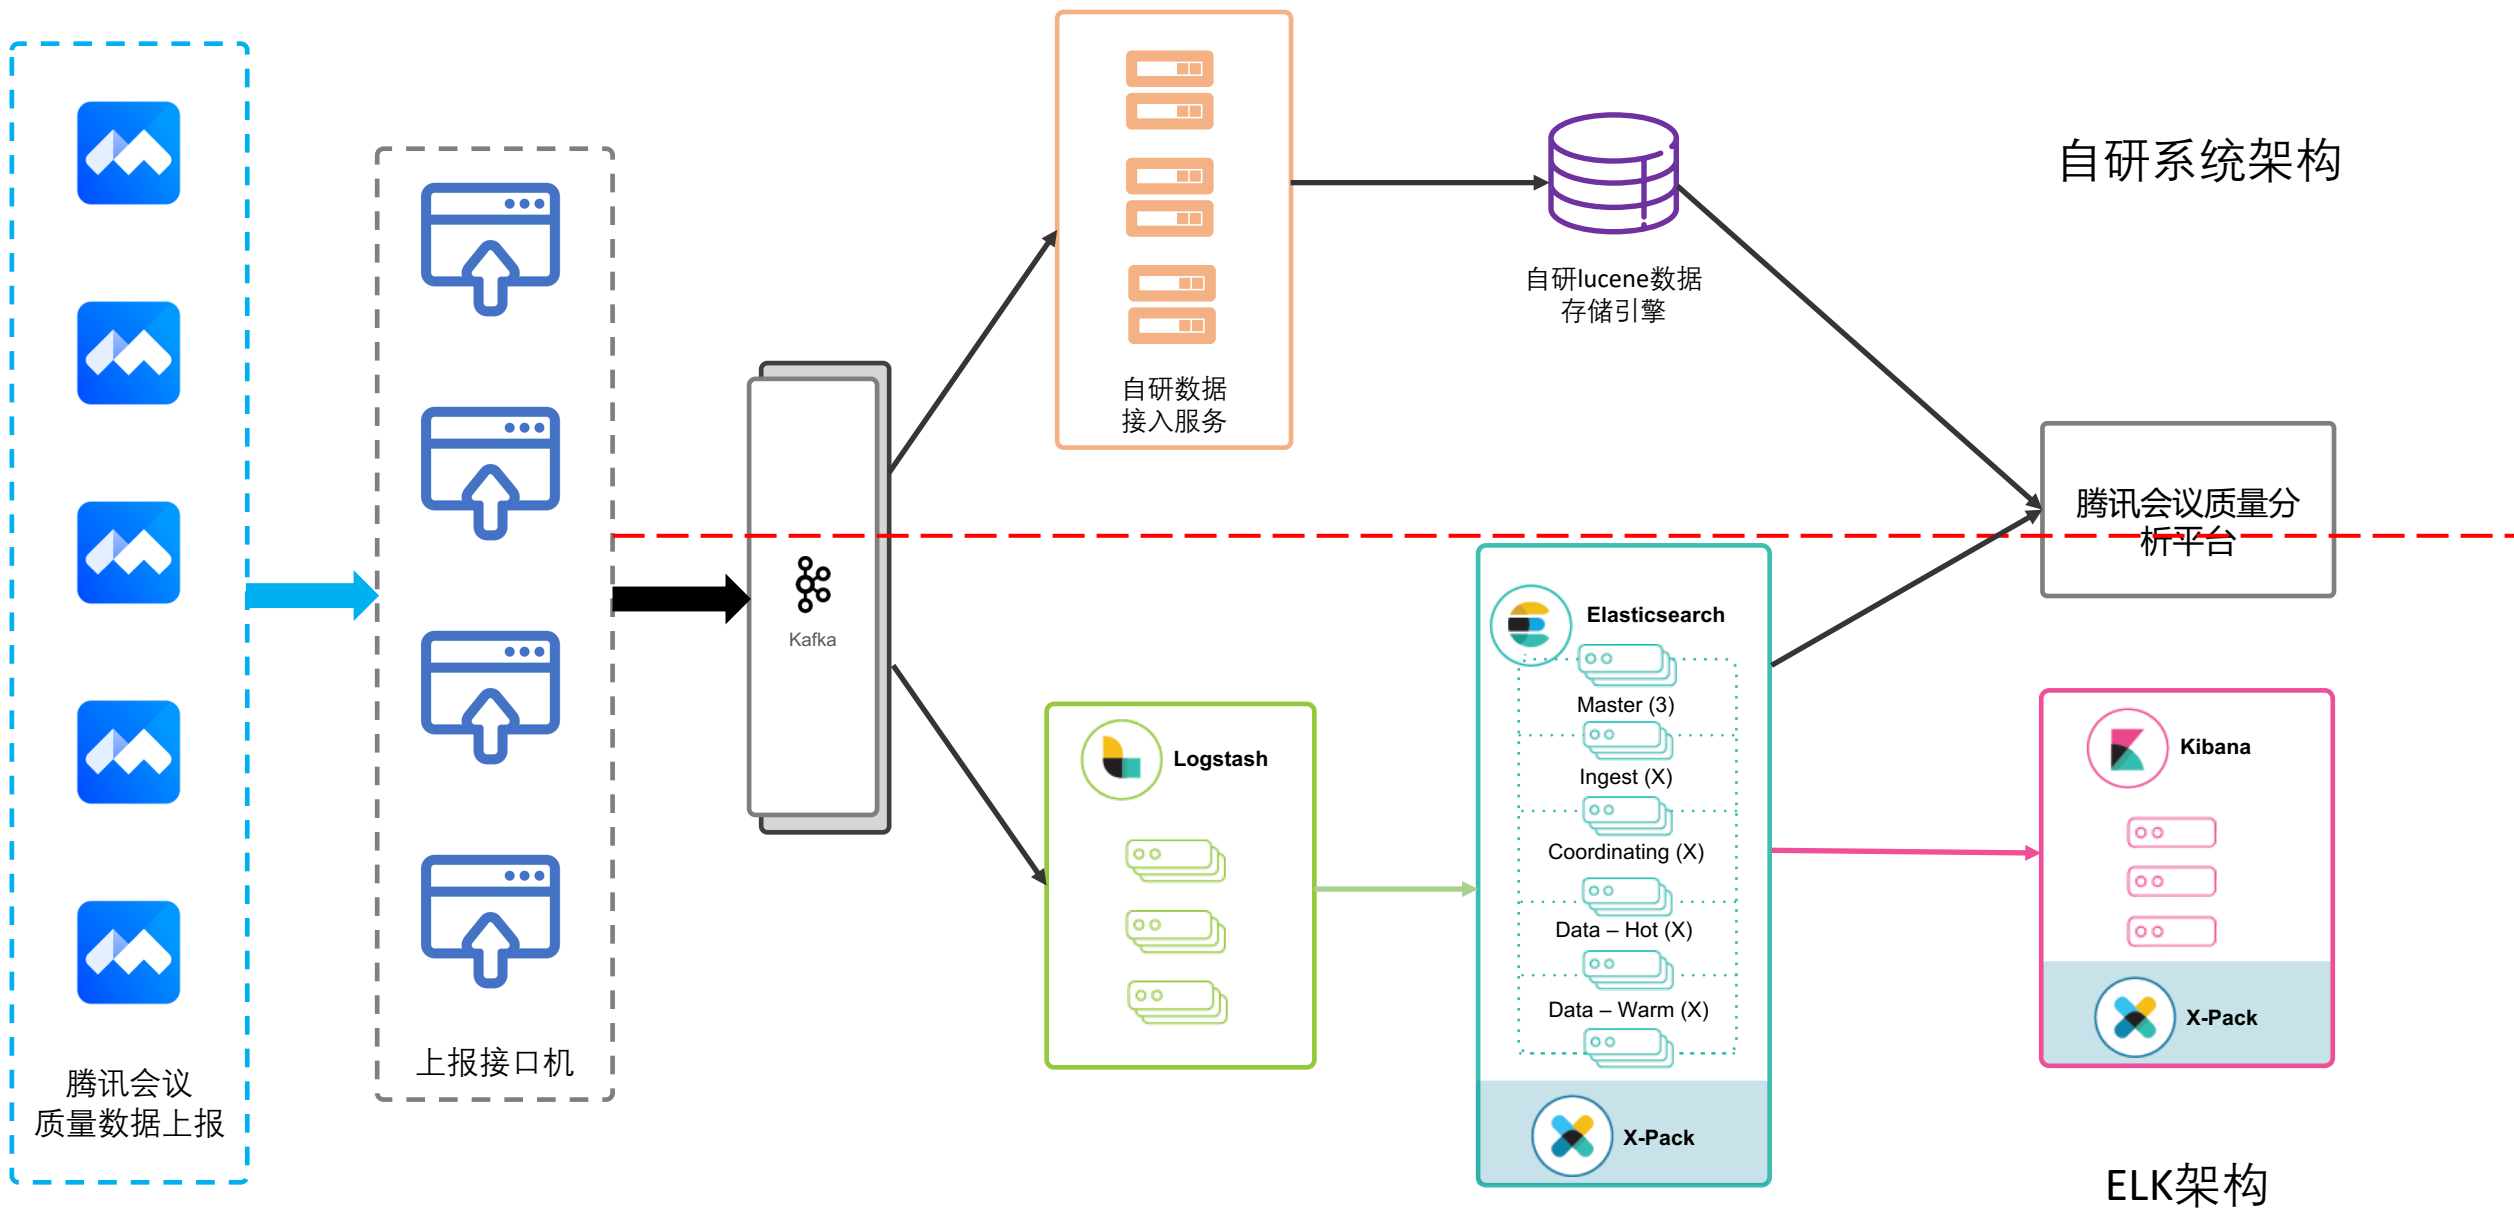 腾讯会议
质量数据上报
上报接口机
Kafka
自研数据
接入服务
自研lucene数据
存储引擎
自研系统架构
腾讯会议质量分
析平台
Logstash
Elasticsearch
Master (3)
Ingest (X)
Coordinating (X)
Data – Hot (X)
Data – Warm (X)
X-Pack
Kibana
X-Pack
ELK架构